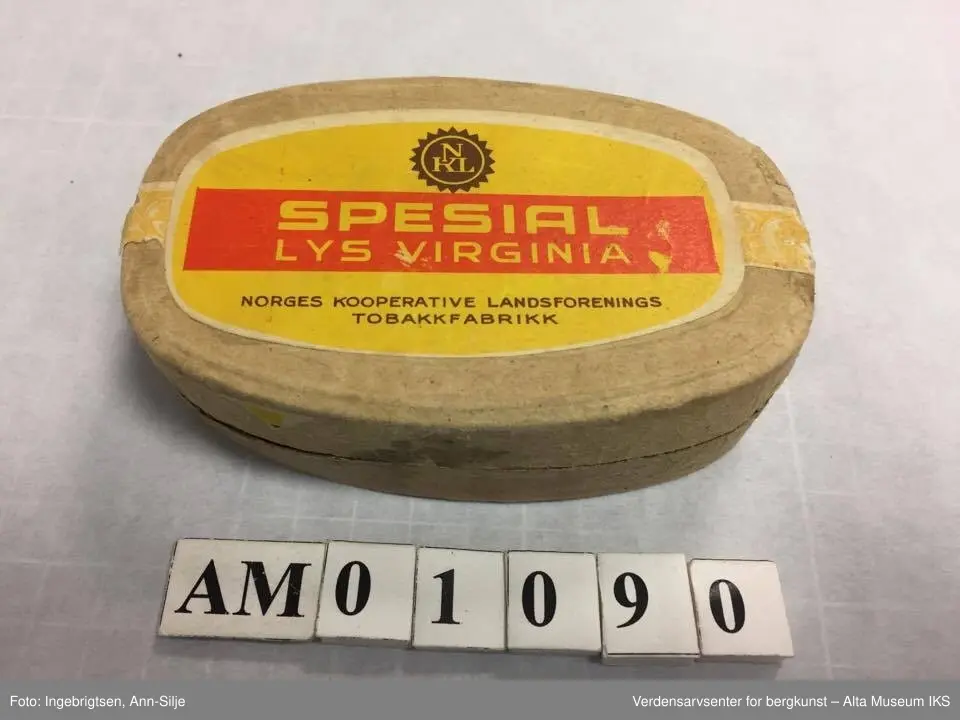 NKL
SPESIAL
LYS VIRGINIA
NORGES KOOPERATIVE LANDSFORENINGS
TOBAKKFABRIKK
AM01090
Foto: Ingebrigtsen, Ann-Silje
Verdensarvsenter for bergkunst – Alta Museum IKS